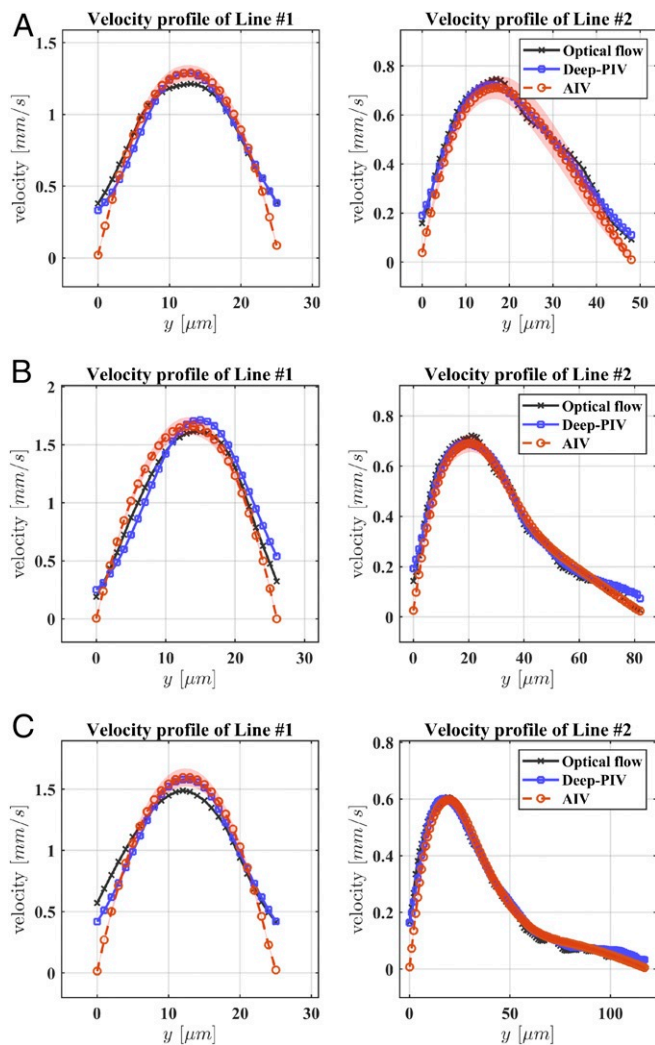 A
Velocity profile of Line #1
1.5
1
0.5
0
velocity [mm/s]
0 10 20 30
y [μm]
Velocity profile of Line #2
0.8
0.6
0.4
0.2
0
velocity [mm/s]
Optical flow
Deep-PIV
AIV
0 10 20 30 40 50
y [μm]
B
Velocity profile of Line #1
2
1.5
1
0.5
0
velocity [mm/s]
0 10 20 30
y [μm]
Velocity profile of Line #2
0.8
0.6
0.4
0.2
0
velocity [mm/s]
Optical flow
Deep-PIV
AIV
0 20 40 60 80
y [μm]
C
Velocity profile of Line #1
1.5
1
0.5
0
velocity [mm/s]
0 10 20 30
y [μm]
Velocity profile of Line #2
0.8
0.6
0.4
0.2
0
velocity [mm/s]
Optical flow
Deep-PIV
AIV
0 50 100
y [μm]